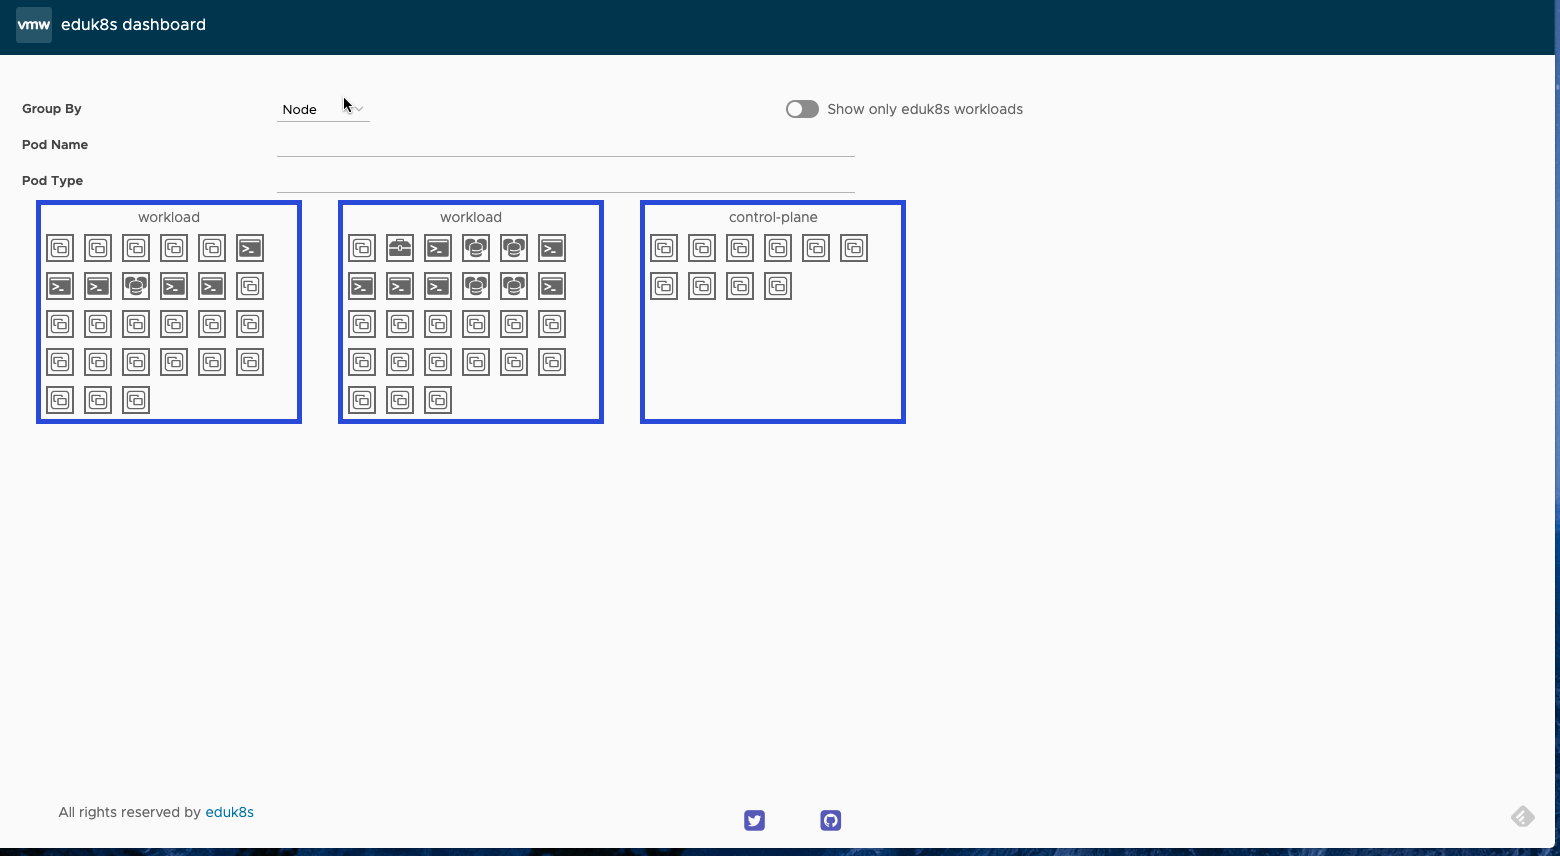 vmw eduk8s dashboard
Group By Node Show only eduk8s workloads
Pod Name
Pod Type
workload workload control-plane
All rights reserved by eduk8s